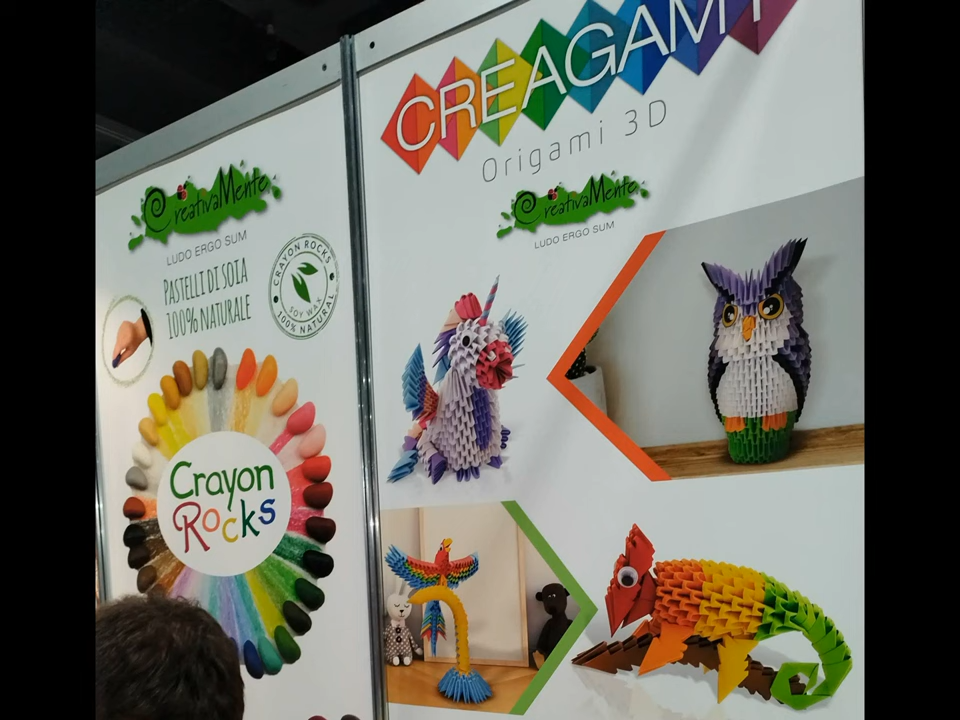 CreativaMente
LUDO ERGO SUM
PASTELLI DI SOIA
100% NATURALE
CRAYON ROCKS
SOY WAX
100% NATURAL
Crayon
Rocks
CREAGAMI
Origami 3D
CreativaMente
LUDO ERGO SUM